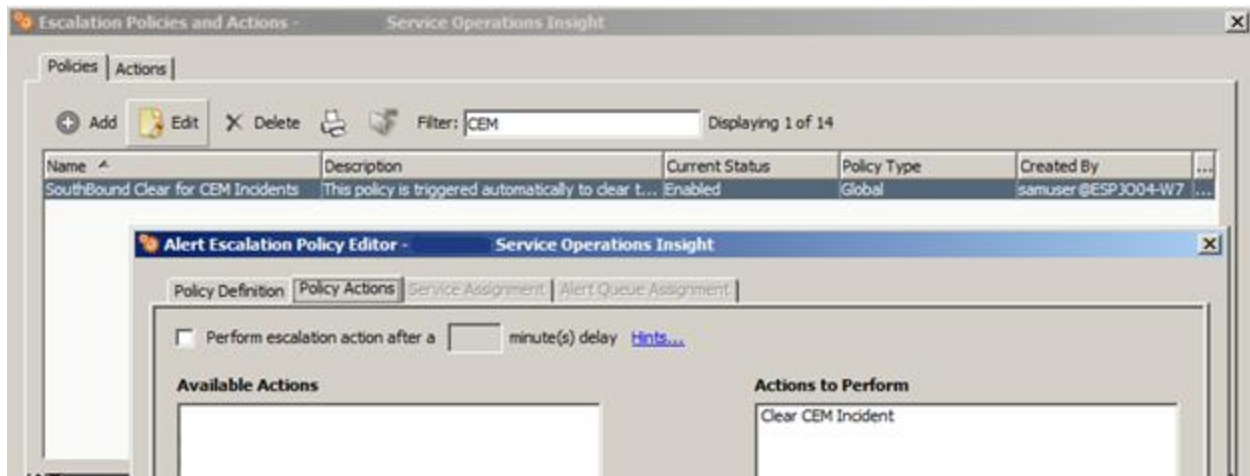 Escalation Policies and Actions - Service Operations Insight
Policies Actions
Add Edit Delete Filter: CEM Displaying 1 of 14
Name Description Current Status Policy Type Created By ...
SouthBound Clear for CEM Incidents This policy is triggered automatically to clear t... Enabled Global samuser@ESPJO04-W7 ...
Alert Escalation Policy Editor - Service Operations Insight
Policy Definition Policy Actions Service Assignment Alert Queue Assignment
Perform escalation action after a minute(s) delay Hints...
Available Actions Actions to Perform
Clear CEM Incident